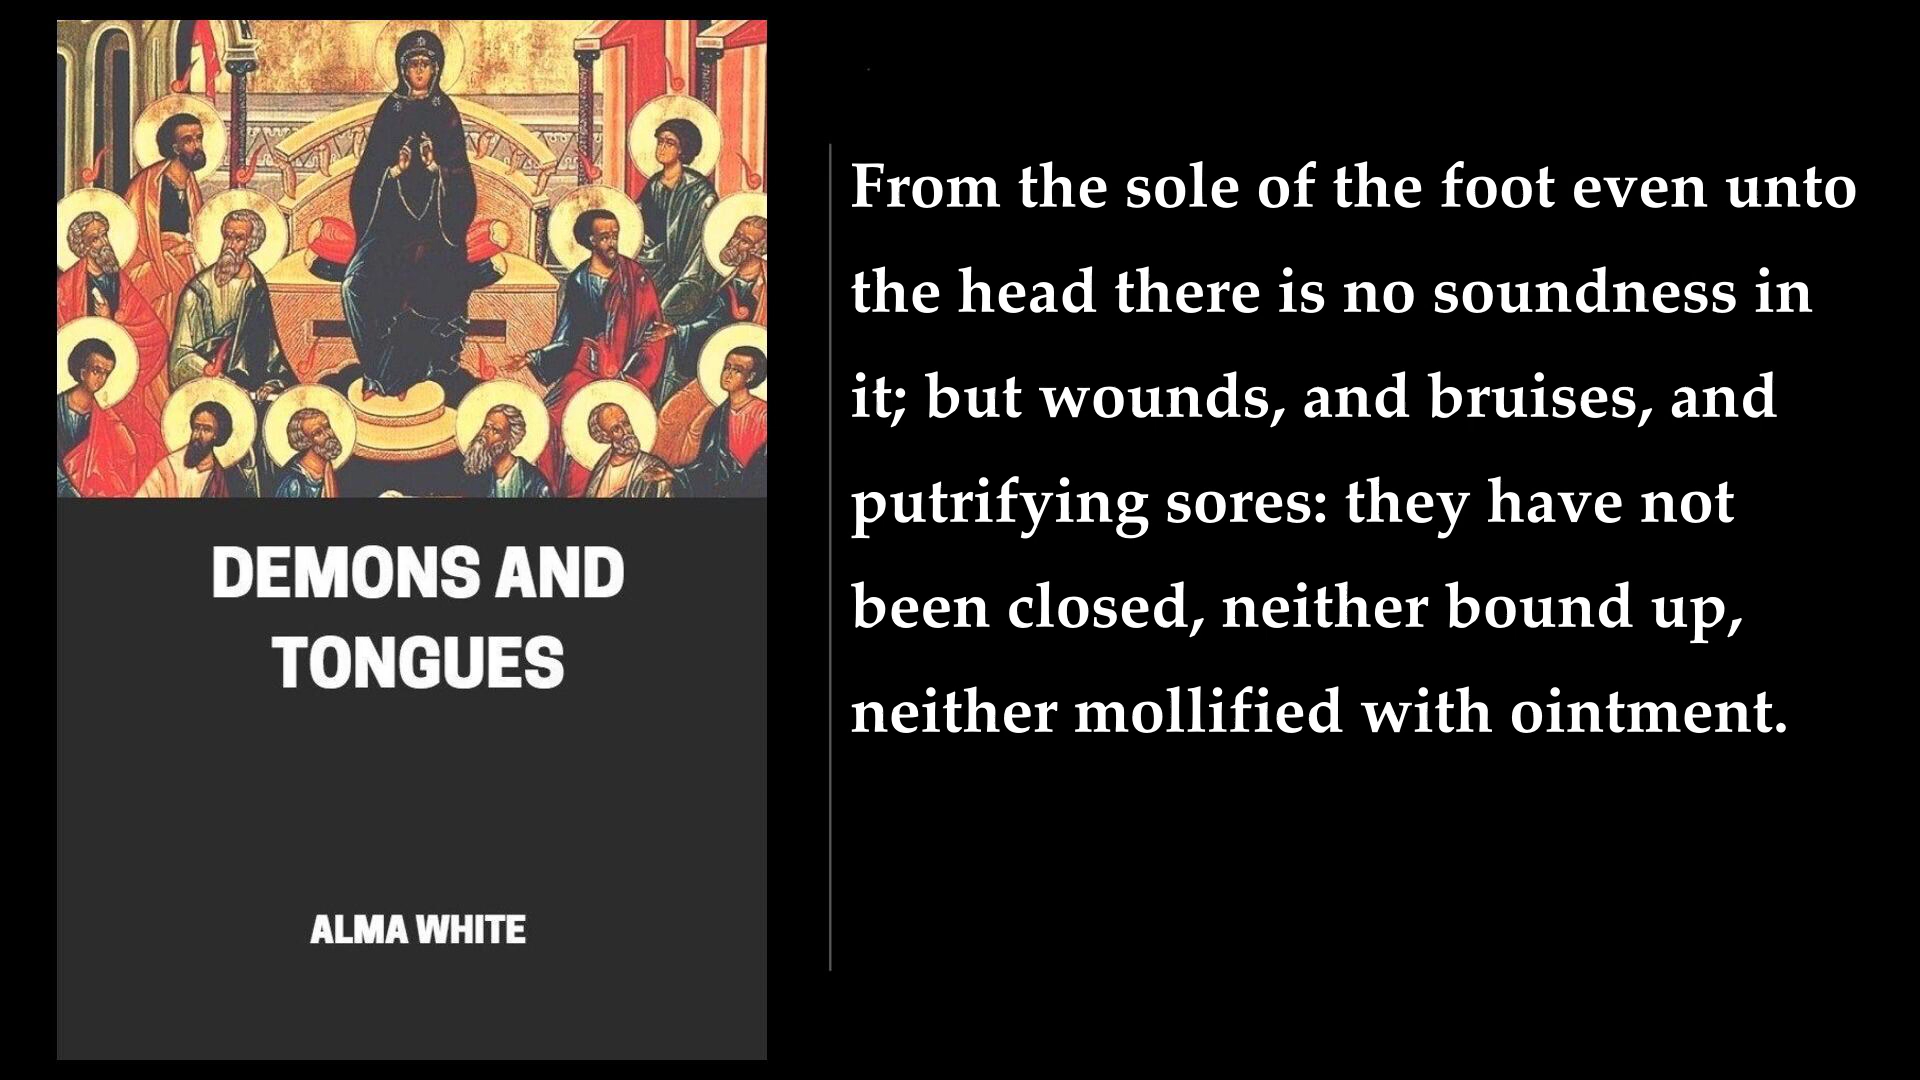 DEMONS AND
TONGUES
ALMA WHITE
From the sole of the foot even unto
the head there is no soundness in
it; but wounds, and bruises, and
putrifying sores: they have not
been closed, neither bound up,
neither mollified with ointment.